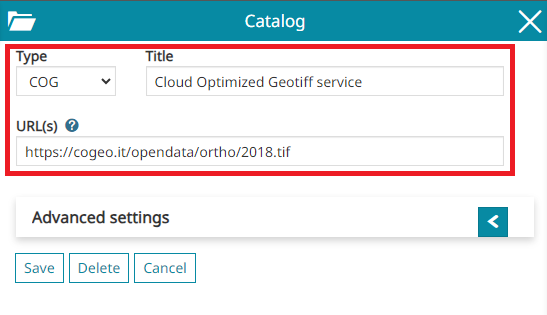 Catalog
Type Title
COG Cloud Optimized Geotiff service
URL(s)
https://cogeo.it/opendata/ortho/2018.tif
Advanced settings
Save Delete Cancel